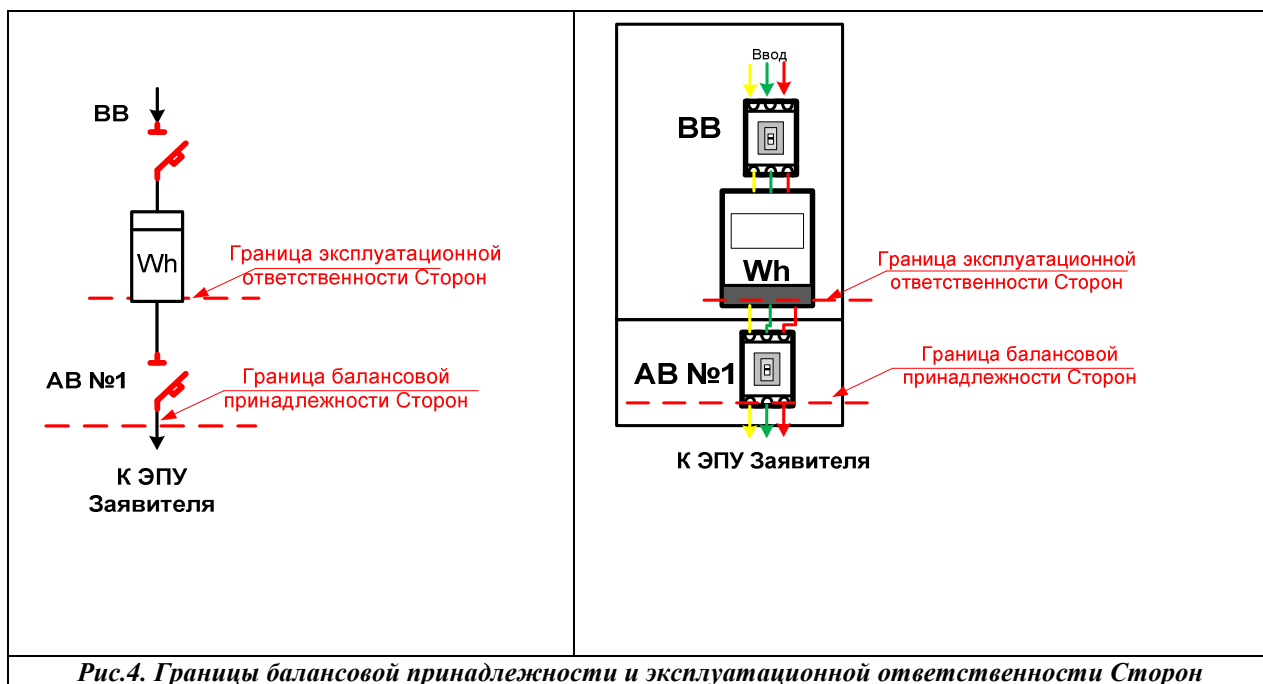 ВВ
Wh
Граница эксплуатационной
ответственности Сторон
АВ №1
Граница балансовой
принадлежности Сторон
К ЭПУ
Заявителя
Ввод
ВВ
Wh
Граница эксплуатационной
ответственности Сторон
АВ №1
Граница балансовой
принадлежности Сторон
К ЭПУ Заявителя
Рис.4. Границы балансовой принадлежности и эксплуатационной ответственности Сторон